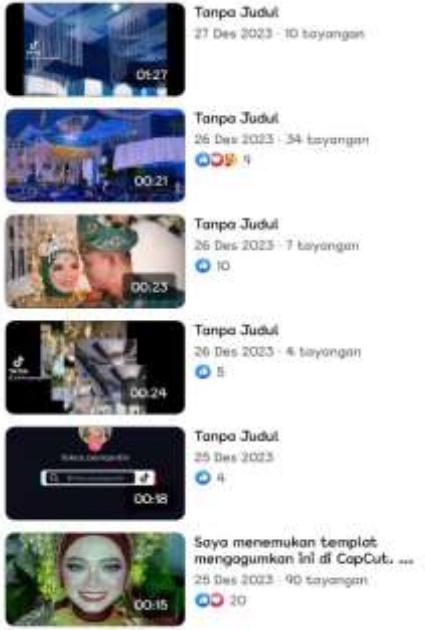 Tanpa Judul
27 Des 2023 · 10 tayangan
01:27
Tanpa Judul
26 Des 2023 · 34 tayangan
9
00:21
Tanpa Judul
26 Des 2023 · 7 tayangan
10
00:23
Tanpa Judul
26 Des 2023 · 4 tayangan
5
TikTok
00:24
Tanpa Judul
25 Des 2023
4
00:18
Saya menemukan templat
mengagumkan ini di CapCut. ...
25 Des 2023 · 90 tayangan
20
00:15